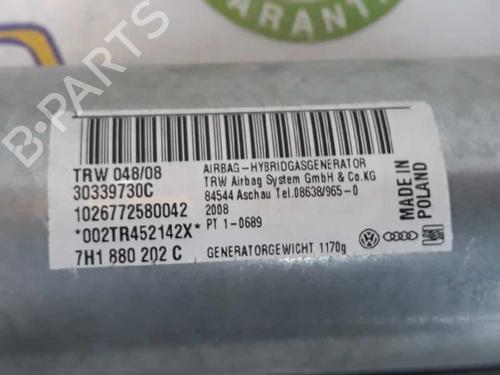 GARANTI
B-PARTS
TRW 048/08
30339730C
1026772580042
*002TR452142X*
7H1 880 202 C
AIRBAG-HYBRIDGASGENERATOR
TRW Airbag System GmbH & Co.KG
84544 Aschau Tel.08638/965-0
2008
PT 1-0689
GENERATORGEWICHT 1170g
MADE IN
POLAND